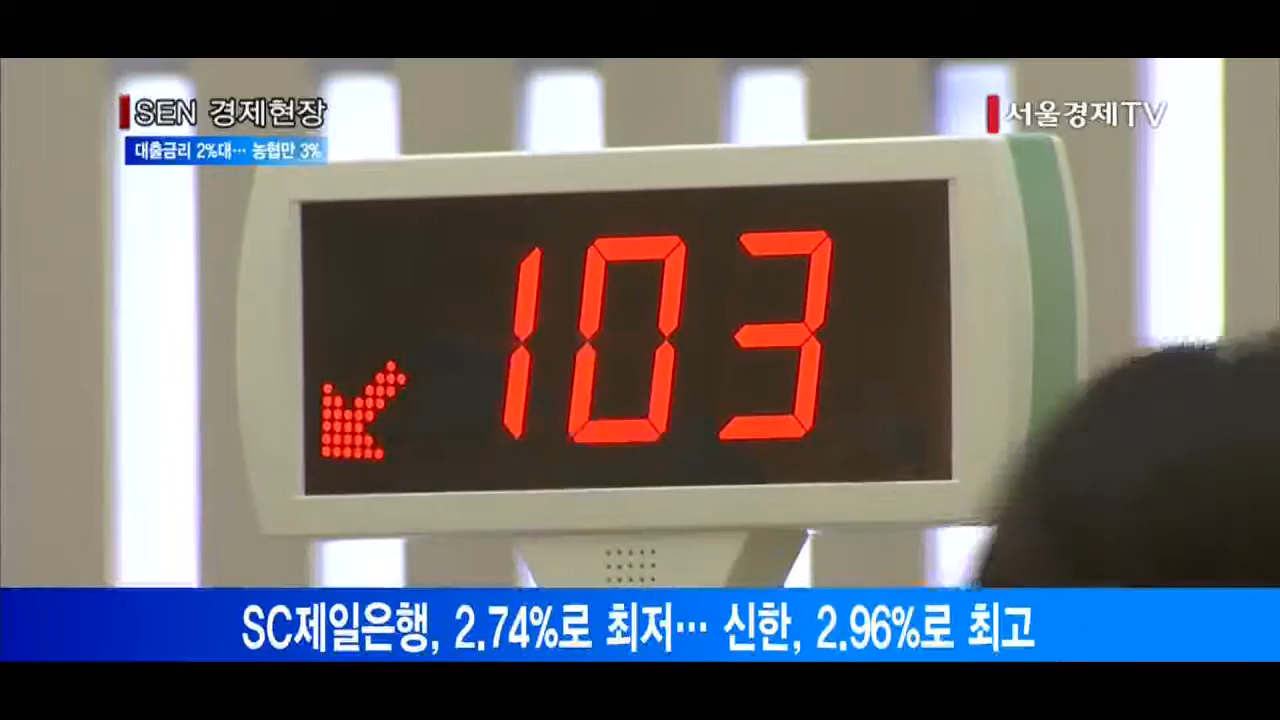 SEN 경제현장
서울경제TV
대출금리 2%대… 농협만 3%
103
SC제일은행, 2.74%로 최저… 신한, 2.96%로 최고